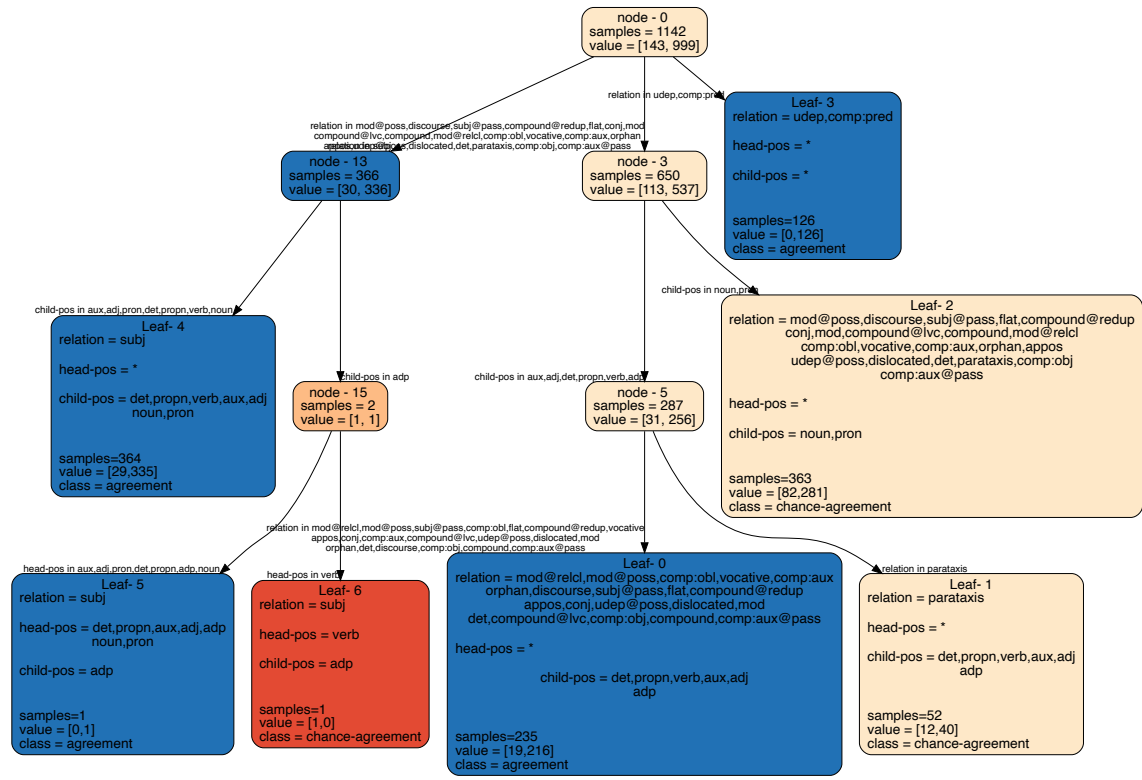 node - 0
samples = 1142
value = [143, 999]
relation in udep,comp:pred
Leaf- 3
relation = udep,comp:pred
head-pos = *
child-pos = *
samples=126
value = [0,126]
class = agreement
relation in mod@poss,discourse,subj@pass,compound@redup,flat,conj,mod
compound@lvc,compound,mod@relcl,comp:obl,vocative,comp:aux,orphan
appos,udep@poss,dislocated,det,parataxis,comp:obj,comp:aux@pass
relation in subj
node - 13
samples = 366
value = [30, 336]
node - 3
samples = 650
value = [113, 537]
child-pos in aux,adj,pron,det,propn,verb,noun
Leaf- 4
relation = subj
head-pos = *
child-pos = det,propn,verb,aux,adj
noun,pron
samples=364
value = [29,335]
class = agreement
child-pos in adp
node - 15
samples = 2
value = [1, 1]
child-pos in aux,adj,det,propn,verb,adp
node - 5
samples = 287
value = [31, 256]
child-pos in noun,pron
Leaf- 2
relation = mod@poss,discourse,subj@pass,flat,compound@redup
conj,mod,compound@lvc,compound,mod@relcl
comp:obl,vocative,comp:aux,orphan,appos
udep@poss,dislocated,det,parataxis,comp:obj
comp:aux@pass
head-pos = *
child-pos = noun,pron
samples=363
value = [82,281]
class = chance-agreement
head-pos in aux,adj,pron,det,propn,adp,noun
Leaf- 5
relation = subj
head-pos = det,propn,aux,adj,adp
noun,pron
child-pos = adp
samples=1
value = [0,1]
class = agreement
head-pos in verb
Leaf- 6
relation = subj
head-pos = verb
child-pos = adp
samples=1
value = [1,0]
class = chance-agreement
relation in mod@relcl,mod@poss,subj@pass,comp:obl,flat,compound@redup,vocative
appos,conj,comp:aux,compound@lvc,udep@poss,dislocated,mod
orphan,det,discourse,comp:obj,compound,comp:aux@pass
Leaf- 0
relation = mod@relcl,mod@poss,comp:obl,vocative,comp:aux
orphan,discourse,subj@pass,flat,compound@redup
appos,conj,udep@poss,dislocated,mod
det,compound@lvc,comp:obj,compound,comp:aux@pass
head-pos = *
child-pos = det,propn,verb,aux,adj
adp
samples=235
value = [19,216]
class = agreement
relation in parataxis
Leaf- 1
relation = parataxis
head-pos = *
child-pos = det,propn,verb,aux,adj
adp
samples=52
value = [12,40]
class = chance-agreement